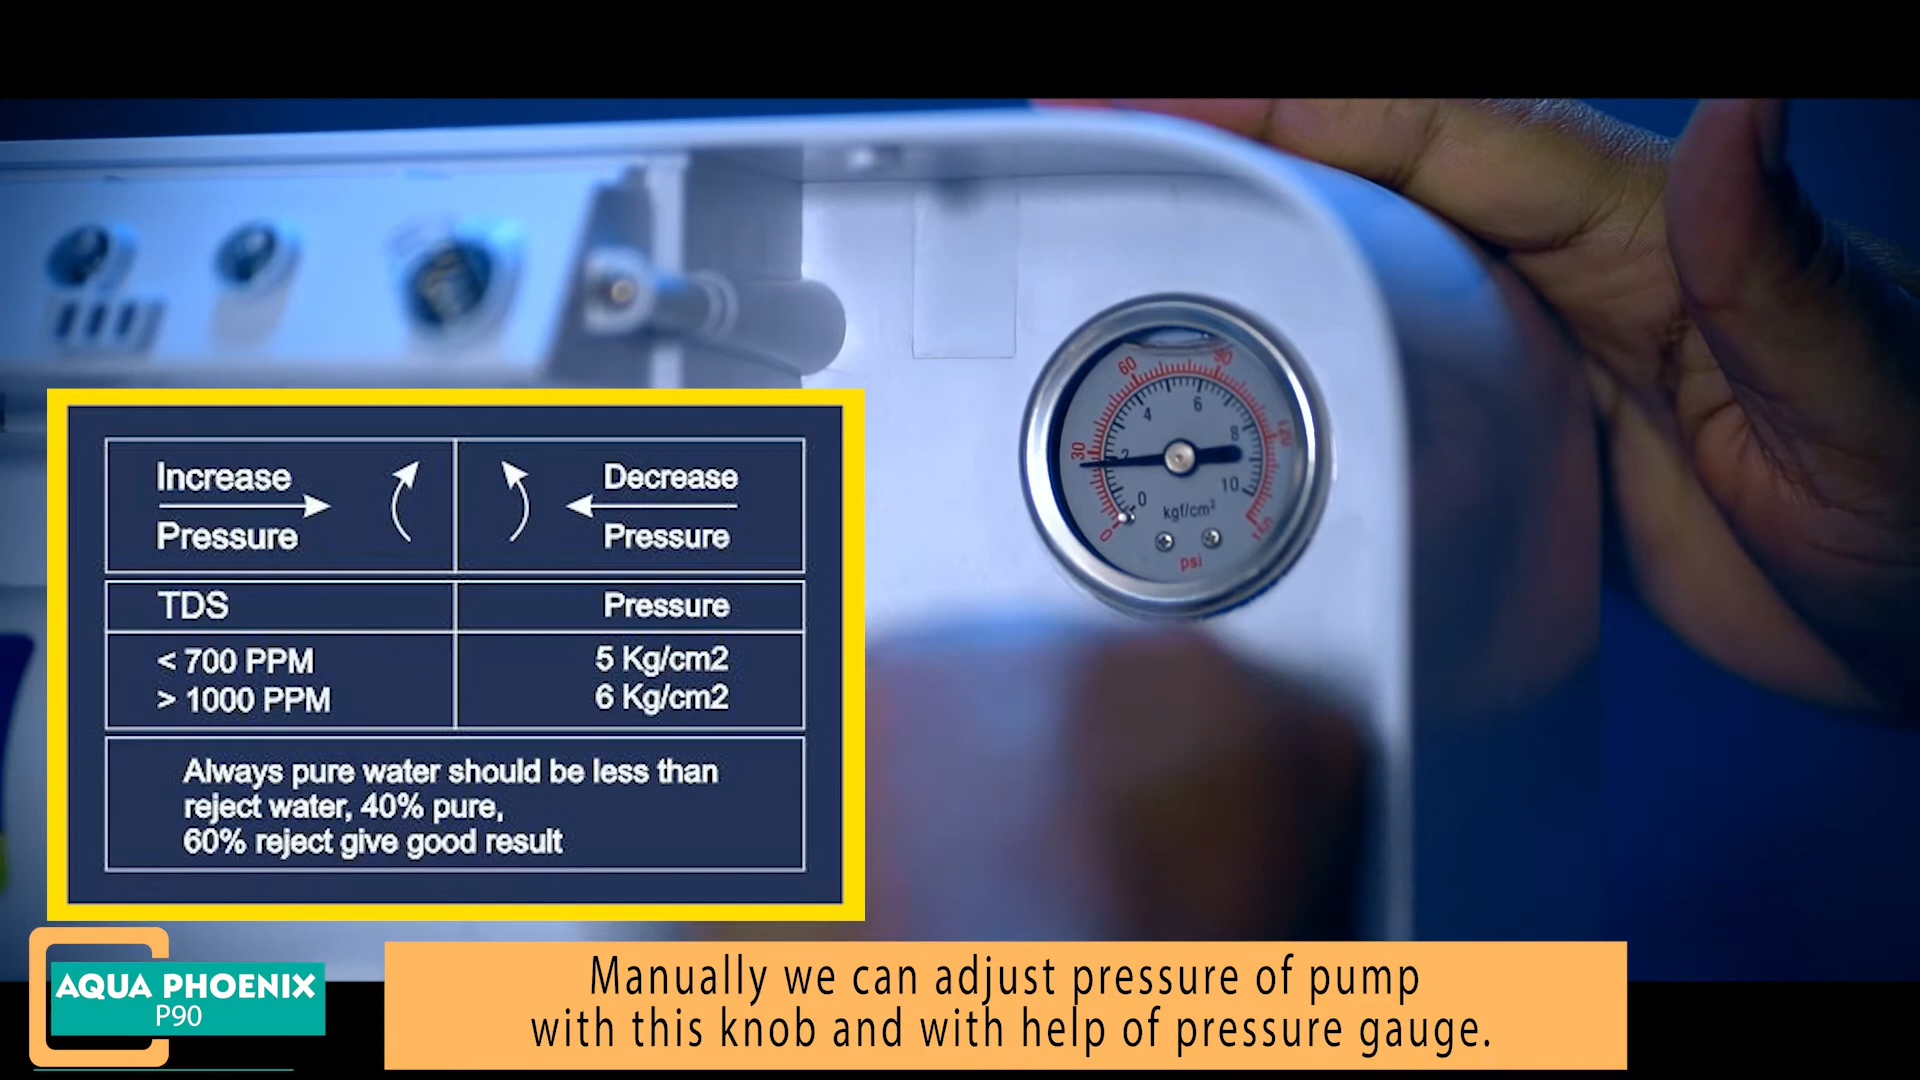 60
90
4
6
120
30
2
8
0
10
kgf/cm²
0
psi
Increase
Pressure
Decrease
Pressure
TDS
Pressure
< 700 PPM
5 Kg/cm2
> 1000 PPM
6 Kg/cm2
Always pure water should be less than
reject water, 40% pure,
60% reject give good result
AQUA PHOENIX
P90
Manually we can adjust pressure of pump
with this knob and with help of pressure gauge.